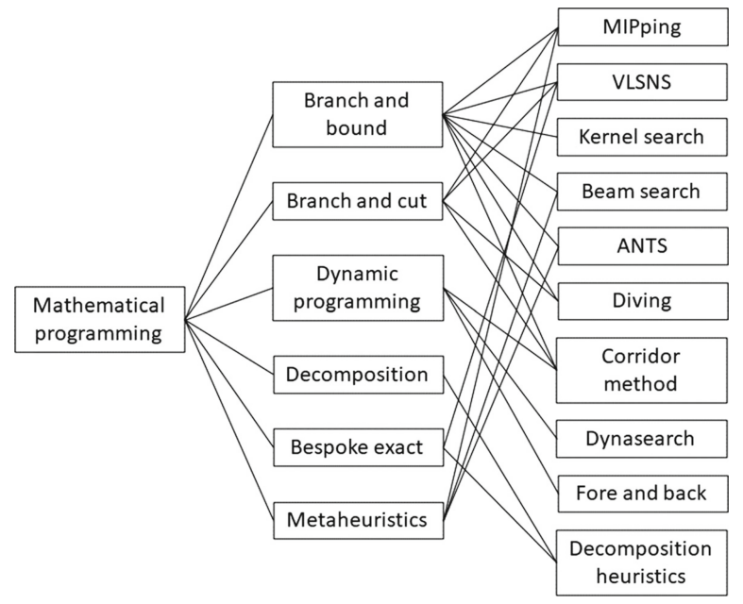 Mathematical
programming
Branch and
bound
Branch and cut
Dynamic
programming
Decomposition
Bespoke exact
Metaheuristics
MIPping
VLSNS
Kernel search
Beam search
ANTS
Diving
Corridor
method
Dynasearch
Fore and back
Decomposition
heuristics